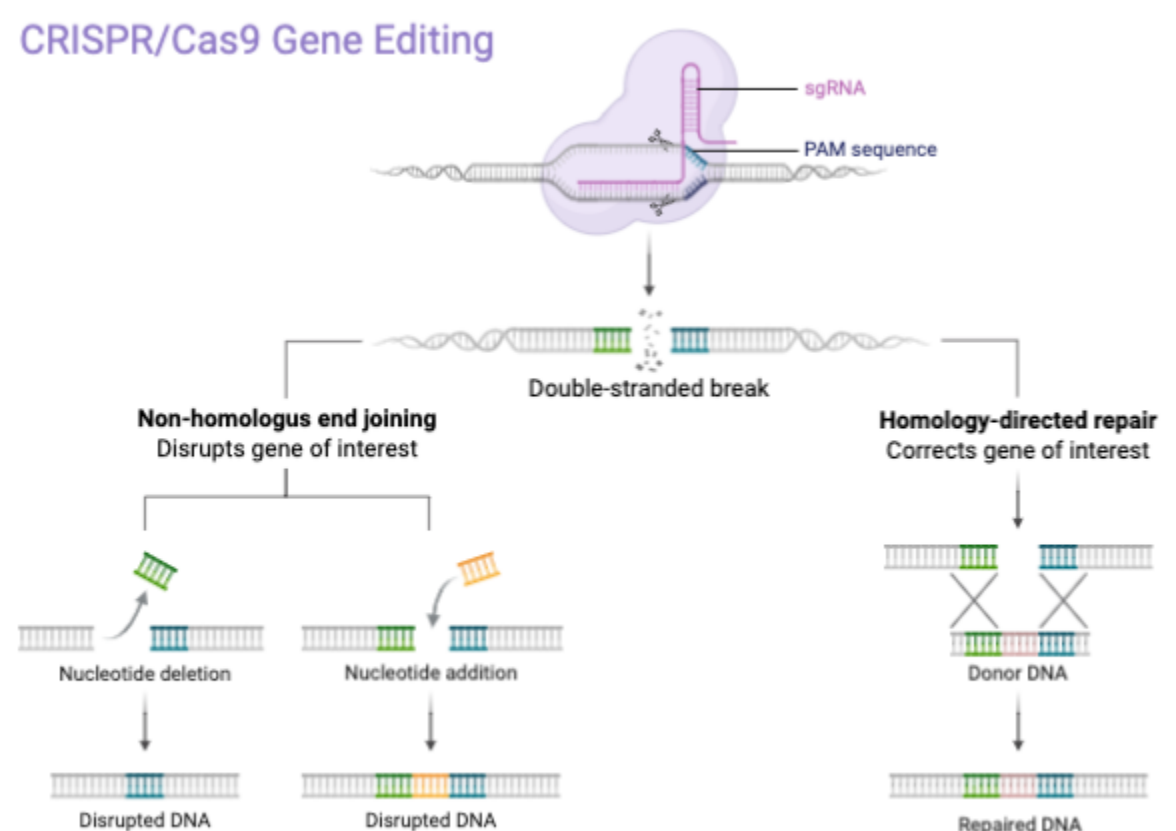 CRISPR/Cas9 Gene Editing
sgRNA
PAM sequence
Double-stranded break
Non-homologus end joining
Disrupts gene of interest
Homology-directed repair
Corrects gene of interest
Nucleotide deletion
Nucleotide addition
Donor DNA
Disrupted DNA
Disrupted DNA
Repaired DNA